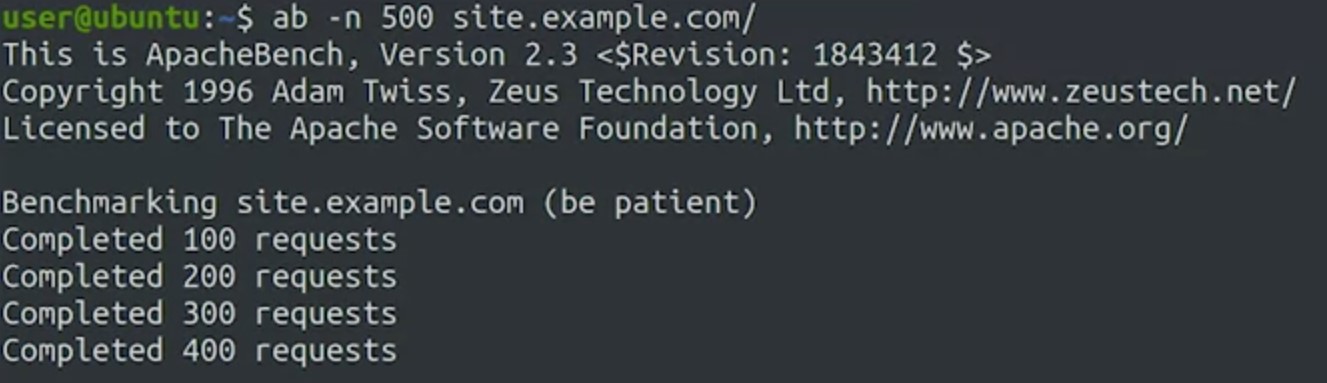 user@ubuntu:~$ ab -n 500 site.example.com/
This is ApacheBench, Version 2.3 <$Revision: 1843412 $>
Copyright 1996 Adam Twiss, Zeus Technology Ltd, http://www.zeustech.net/
Licensed to The Apache Software Foundation, http://www.apache.org/

Benchmarking site.example.com (be patient)
Completed 100 requests
Completed 200 requests
Completed 300 requests
Completed 400 requests